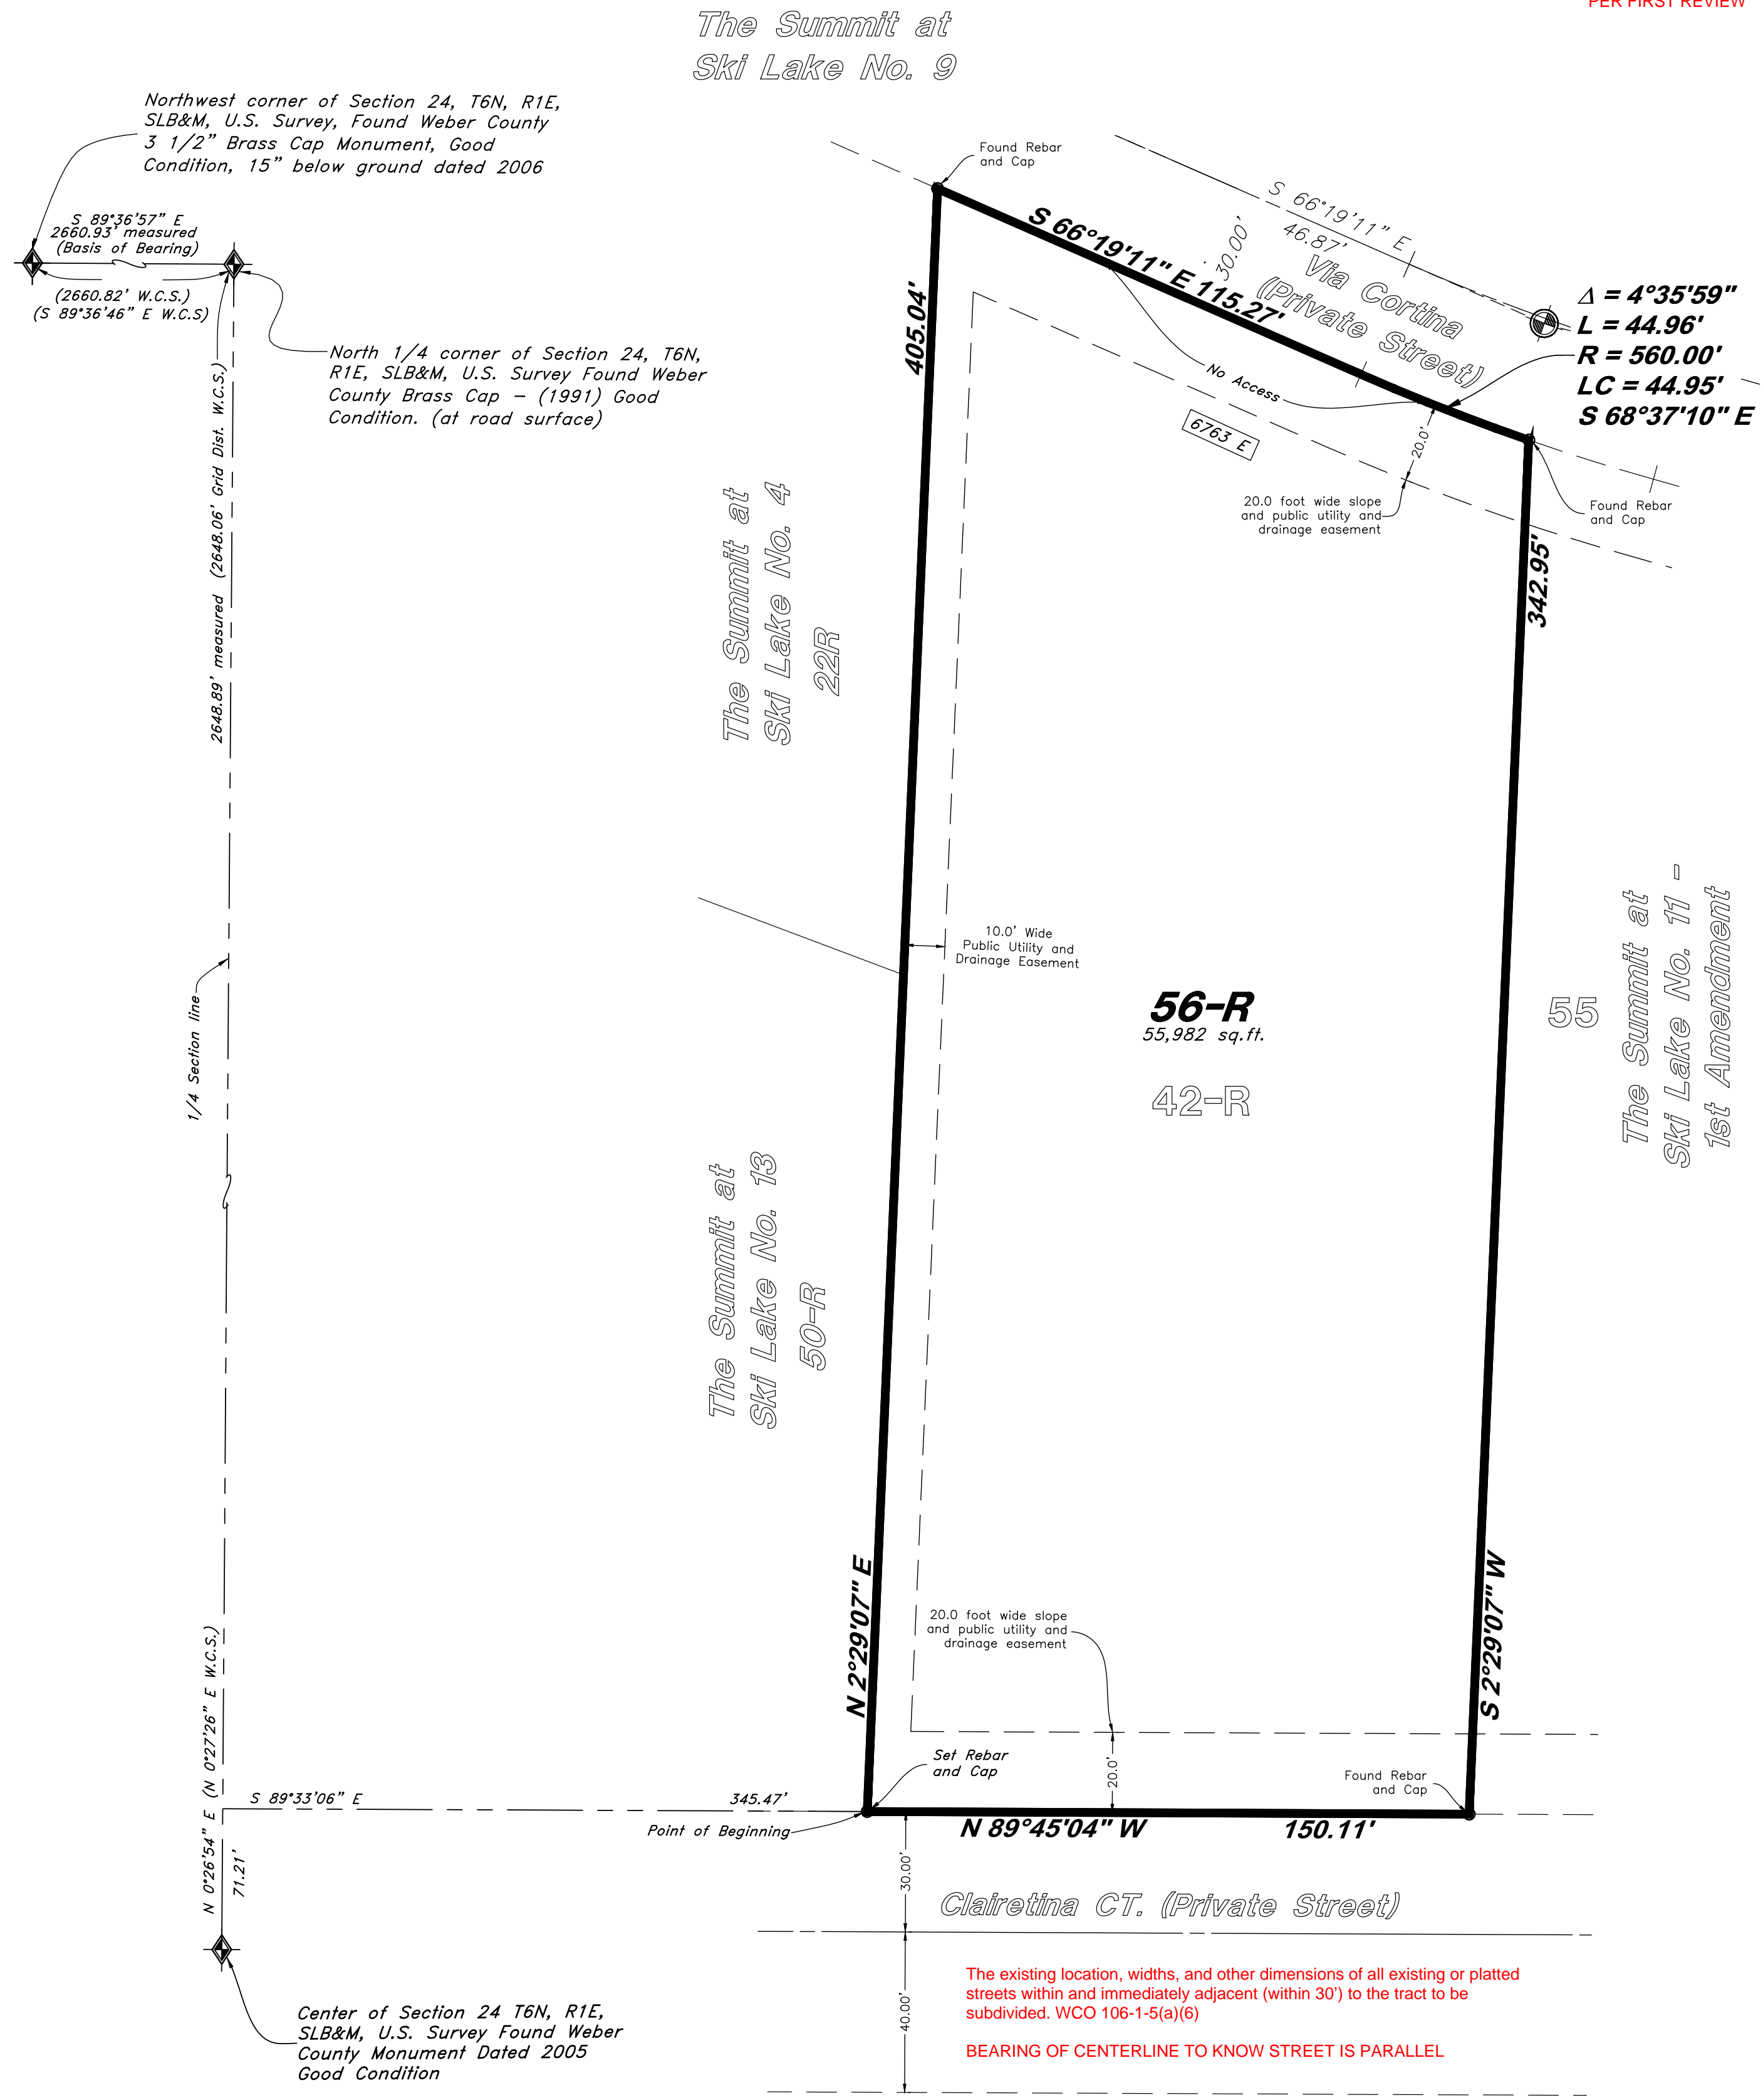 PER FIRST REVIEW
The Summit at
Ski Lake No. 9
Northwest corner of Section 24, T6N, R1E,
SLB&M, U.S. Survey, Found Weber County
3 1/2" Brass Cap Monument, Good
Condition, 15" below ground dated 2006
S 89°36'57" E
2660.93' measured
(Basis of Bearing)
(2660.82' W.C.S.)
(S 89°36'46" E W.C.S)
North 1/4 corner of Section 24, T6N,
R1E, SLB&M, U.S. Survey Found Weber
County Brass Cap - (1991) Good
Condition. (at road surface)
Found Rebar
and Cap
S 66°19'11" E
46.87'
30.00'
Via Cortina
(Private Street)
S 66°19'11" E 115.27'
Δ = 4°35'59"
L = 44.96'
R = 560.00'
LC = 44.95'
S 68°37'10" E
No Access
6763 E
20.0'
20.0 foot wide slope
and public utility and
drainage easement
Found Rebar
and Cap
405.04'
342.95'
2648.89' measured (2648.06' Grid Dist. W.C.S.)
The Summit at
Ski Lake No. 4
22R
10.0' Wide
Public Utility and
Drainage Easement
56-R
55,982 sq.ft.
42-R
55
The Summit at
Ski Lake No. 11 -
1st Amendment
1/4 Section line
The Summit at
Ski Lake No. 13
50-R
N 2°29'07" E
S 2°29'07" W
20.0 foot wide slope
and public utility and
drainage easement
20.0'
Set Rebar
and Cap
Found Rebar
and Cap
N 0°26'54" E (N 0°27'26" E W.C.S.)
71.21'
S 89°33'06" E
345.47'
Point of Beginning
N 89°45'04" W
150.11'
30.00'
Clairetina CT. (Private Street)
40.00'
The existing location, widths, and other dimensions of all existing or platted
streets within and immediately adjacent (within 30') to the tract to be
subdivided. WCO 106-1-5(a)(6)
BEARING OF CENTERLINE TO KNOW STREET IS PARALLEL
Center of Section 24 T6N, R1E,
SLB&M, U.S. Survey Found Weber
County Monument Dated 2005
Good Condition